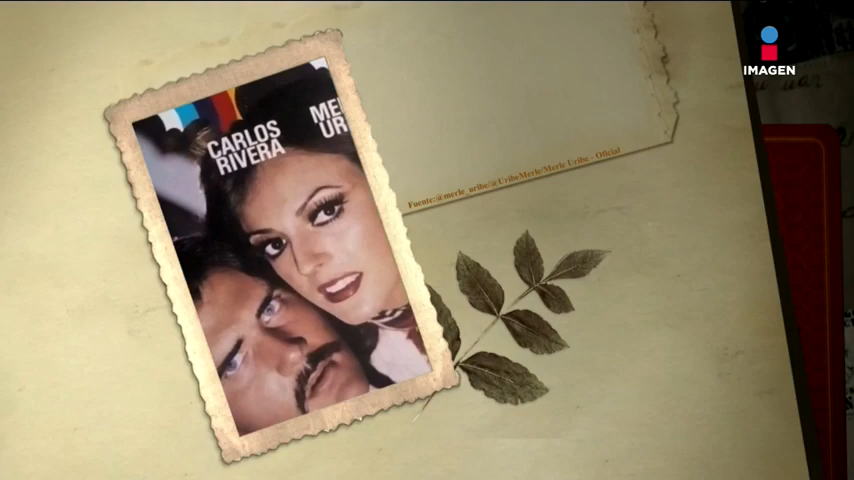 IMAGEN
CARLOS
RIVERA
ME
UR
Fuente:@merle_uribe/@UribeMerle/Merle Uribe - Oficial